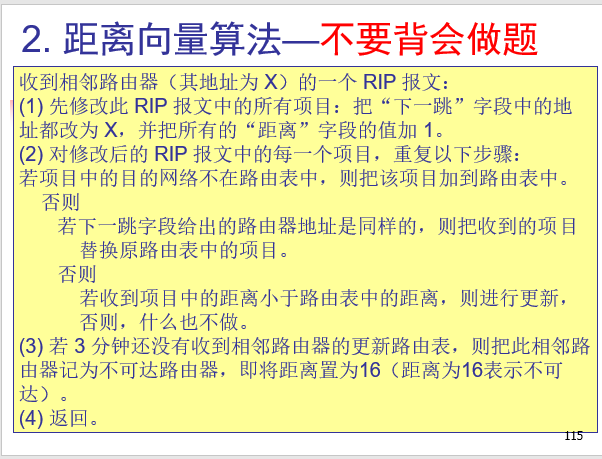 2. 距离向量算法—不要背会做题
收到相邻路由器（其地址为 X）的一个 RIP 报文：
(1) 先修改此 RIP 报文中的所有项目：把“下一跳”字段中的地
址都改为 X，并把所有的“距离”字段的值加 1。
(2) 对修改后的 RIP 报文中的每一个项目，重复以下步骤：
若项目中的目的网络不在路由表中，则把该项目加到路由表中。
否则
若下一跳字段给出的路由器地址是同样的，则把收到的项目
替换原路由表中的项目。
否则
若收到项目中的距离小于路由表中的距离，则进行更新，
否则，什么也不做。
(3) 若 3 分钟还没有收到相邻路由器的更新路由表，则把此相邻路
由器记为不可达路由器，即将距离置为16（距离为16表示不可
达）。
(4) 返回。
115